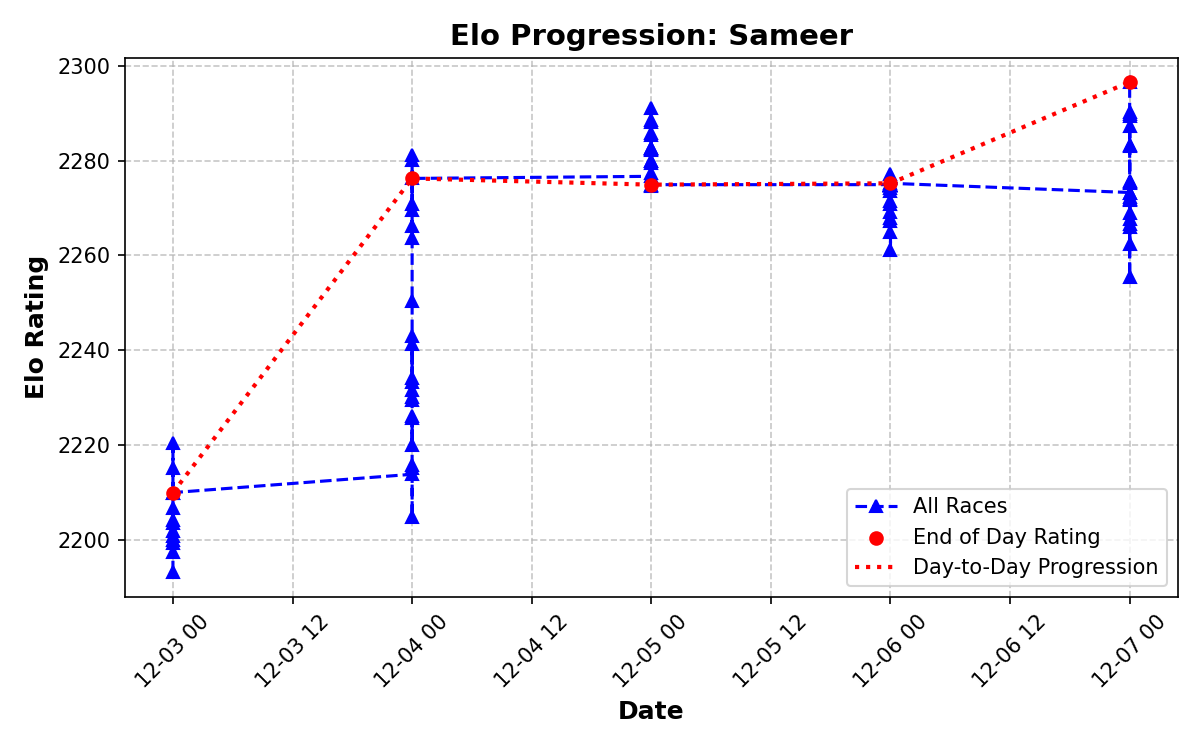 Elo Progression: Sameer
Elo Rating
2300
2280
2260
2240
2220
2200
All Races
End of Day Rating
Day-to-Day Progression
12-03 00
12-03 12
12-04 00
12-04 12
12-05 00
12-05 12
12-06 00
12-06 12
12-07 00
Date